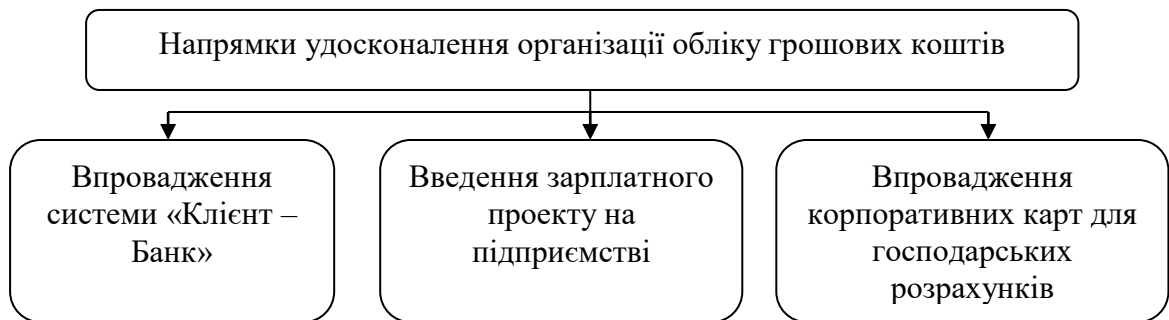 Напрямки удосконалення організації обліку грошових коштів
Впровадження
системи «Клієнт –
Банк»
Введення зарплатного
проекту на
підприємстві
Впровадження
корпоративних карт для
господарських
розрахунків